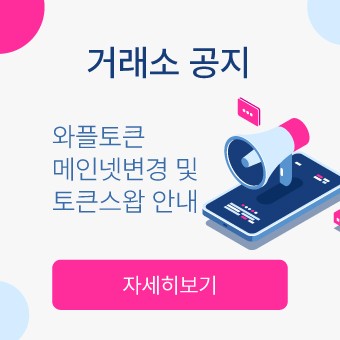 거래소 공지
와플토큰
메인넷변경 및
토큰스왑 안내
자세히보기